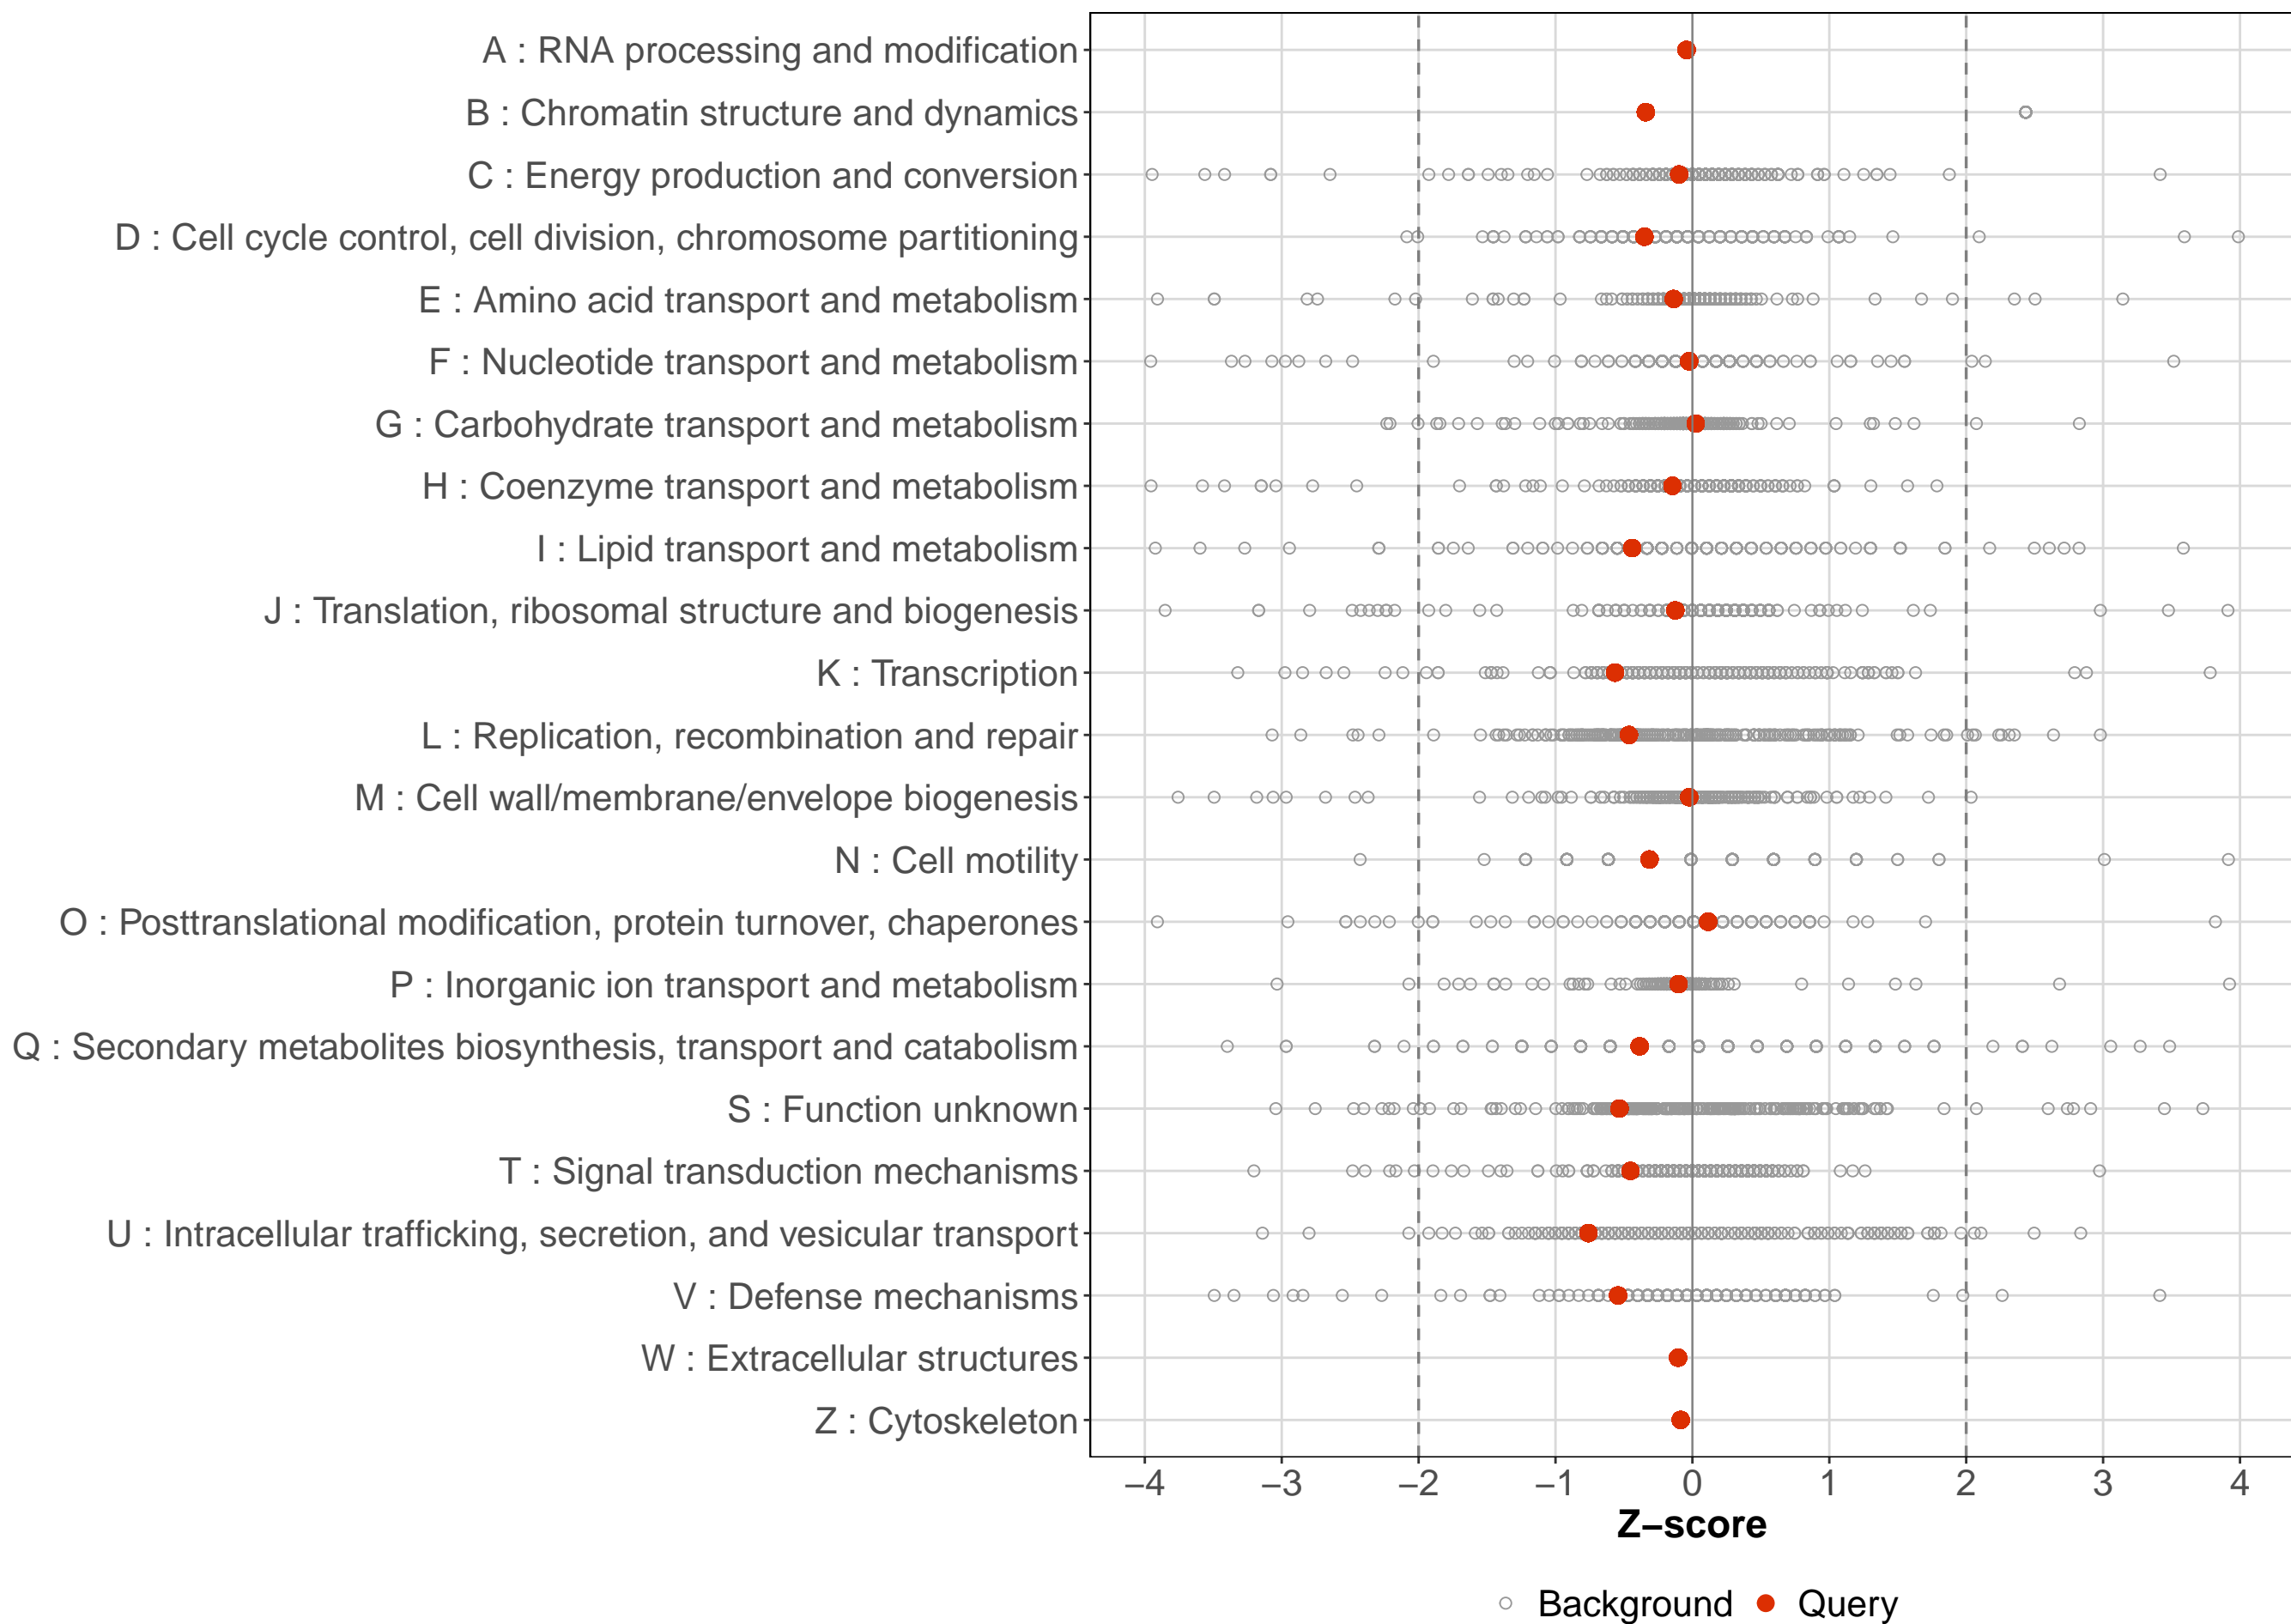 A : RNA processing and modification
B : Chromatin structure and dynamics
C : Energy production and conversion
D : Cell cycle control, cell division, chromosome partitioning
E : Amino acid transport and metabolism
F : Nucleotide transport and metabolism
G : Carbohydrate transport and metabolism
H : Coenzyme transport and metabolism
I : Lipid transport and metabolism
J : Translation, ribosomal structure and biogenesis
K : Transcription
L : Replication, recombination and repair
M : Cell wall/membrane/envelope biogenesis
N : Cell motility
O : Posttranslational modification, protein turnover, chaperones
P : Inorganic ion transport and metabolism
Q : Secondary metabolites biosynthesis, transport and catabolism
S : Function unknown
T : Signal transduction mechanisms
U : Intracellular trafficking, secretion, and vesicular transport
V : Defense mechanisms
W : Extracellular structures
Z : Cytoskeleton
−4 −3 −2 −1 0 1 2 3 4
Z−score
Background Query